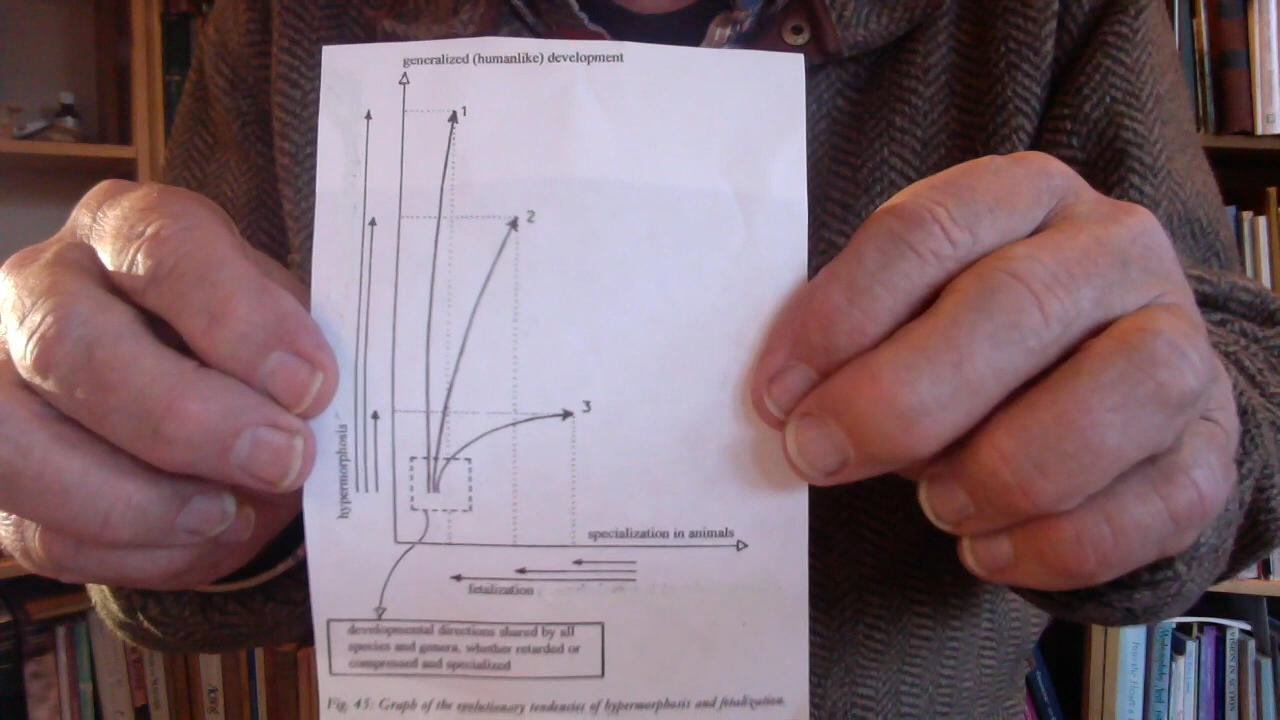 generalized (humanlike) development
1
2
3
hypermorphosis
specialization in animals
fetalization
developmental directions shared by all
species and genera, whether retarded or
compressed and specialized
Fig. 45: Graph of the evolutionary tendencies of hypermorphosis and fetalization.